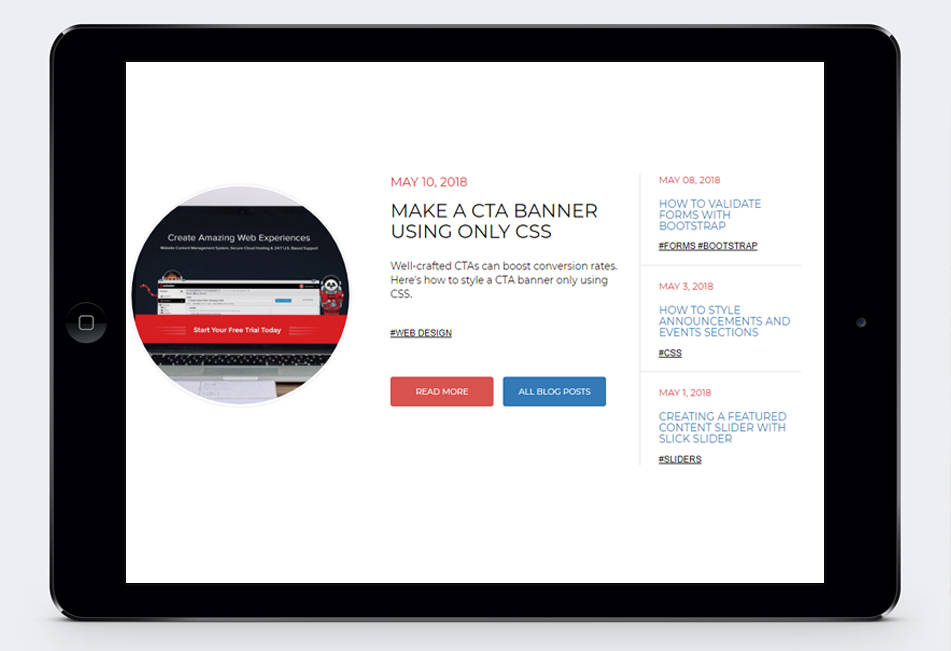 Create Amazing Web Experiences
Website Content Management System, Secure Cloud Hosting & 24/7 U.S. Based Support
Start Your Free Trial Today
MAY 10, 2018
MAKE A CTA BANNER
USING ONLY CSS
Well-crafted CTAs can boost conversion rates.
Here's how to style a CTA banner only using
CSS.
#WEB DESIGN
READ MORE
ALL BLOG POSTS
MAY 08, 2018
HOW TO VALIDATE
FORMS WITH
BOOTSTRAP
#FORMS #BOOTSTRAP
MAY 3, 2018
HOW TO STYLE
ANNOUNCEMENTS AND
EVENTS SECTIONS
#CSS
MAY 1, 2018
CREATING A FEATURED
CONTENT SLIDER WITH
SLICK SLIDER
#SLIDERS